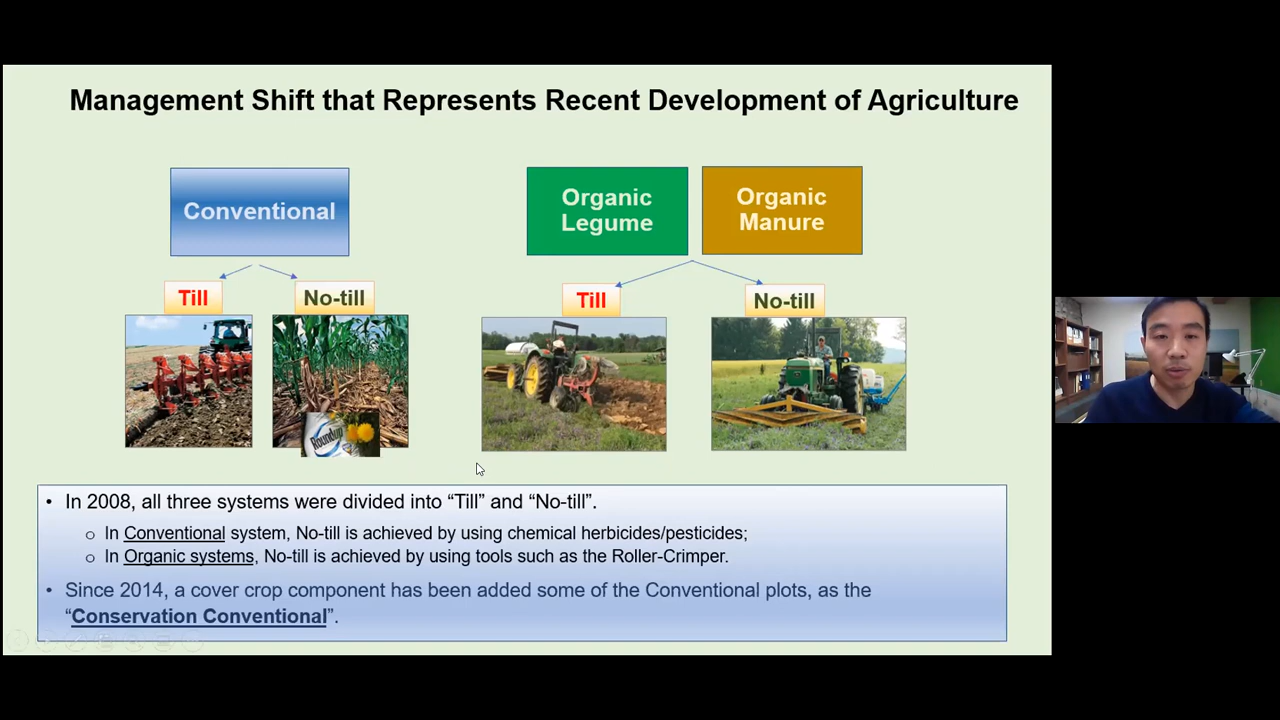 Management Shift that Represents Recent Development of Agriculture
Conventional
Organic
Legume
Organic
Manure
Till
No-till
Till
No-till
Roundup
• In 2008, all three systems were divided into “Till” and “No-till”.
o In Conventional system, No-till is achieved by using chemical herbicides/pesticides;
o In Organic systems, No-till is achieved by using tools such as the Roller-Crimper.
• Since 2014, a cover crop component has been added some of the Conventional plots, as the
“Conservation Conventional”.